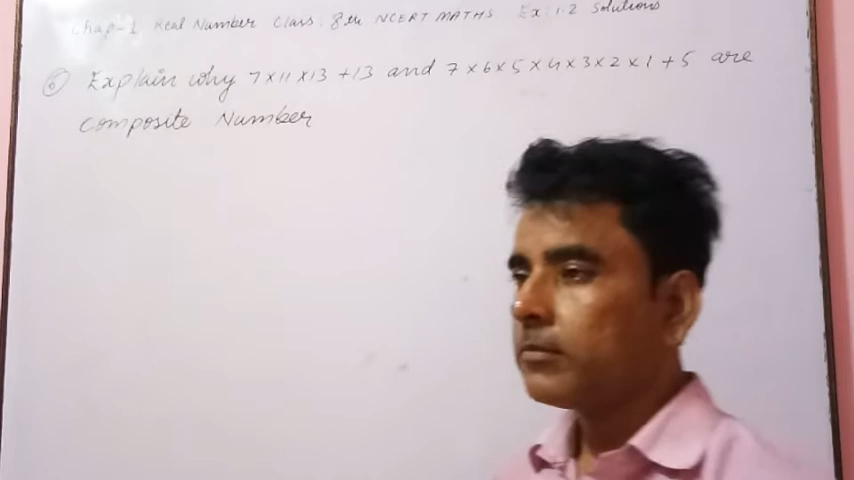 Chap-1 Real Number Class: 8th NCERT MATHS Ex: 1.2 Solutions
⑥ Explain why 7×11×13+13 and 7×6×5×4×3×2×1+5 are
composite Number